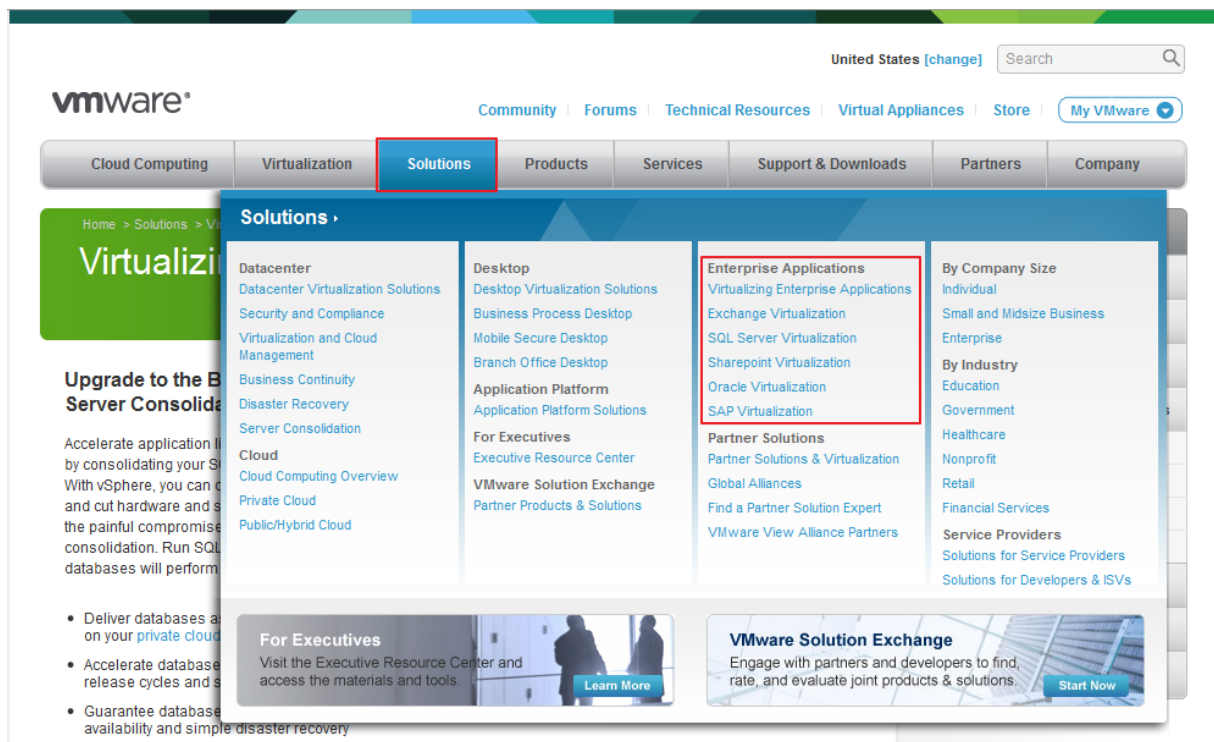 United States [change]
Search
vmware
Community
Forums
Technical Resources
Virtual Appliances
Store
My VMware
Cloud Computing
Virtualization
Solutions
Products
Services
Support & Downloads
Partners
Company
Home > Solutions > Vi
Virtualizi
Solutions
Datacenter
Datacenter Virtualization Solutions
Security and Compliance
Virtualization and Cloud
Management
Business Continuity
Disaster Recovery
Server Consolidation
Cloud
Cloud Computing Overview
Private Cloud
Public/Hybrid Cloud
Desktop
Desktop Virtualization Solutions
Business Process Desktop
Mobile Secure Desktop
Branch Office Desktop
Application Platform
Application Platform Solutions
For Executives
Executive Resource Center
VMware Solution Exchange
Partner Products & Solutions
Enterprise Applications
Virtualizing Enterprise Applications
Exchange Virtualization
SQL Server Virtualization
Sharepoint Virtualization
Oracle Virtualization
SAP Virtualization
Partner Solutions
Partner Solutions & Virtualization
Global Alliances
Find a Partner Solution Expert
VMware View Alliance Partners
By Company Size
Individual
Small and Midsize Business
Enterprise
By Industry
Education
Government
Healthcare
Nonprofit
Retail
Financial Services
Service Providers
Solutions for Service Providers
Solutions for Developers & ISVs
For Executives
Visit the Executive Resource Center and
access the materials and tools.
Learn More
VMware Solution Exchange
Engage with partners and developers to find,
rate, and evaluate joint products & solutions.
Start Now
Upgrade to the B
Server Consolida
Accelerate application li
by consolidating your S
With vSphere, you can c
and cut hardware and s
the painful compromise
consolidation. Run SQL
databases will perform
• Deliver databases a
on your private cloud
• Accelerate database
release cycles and s
• Guarantee database
availability and simple disaster recovery